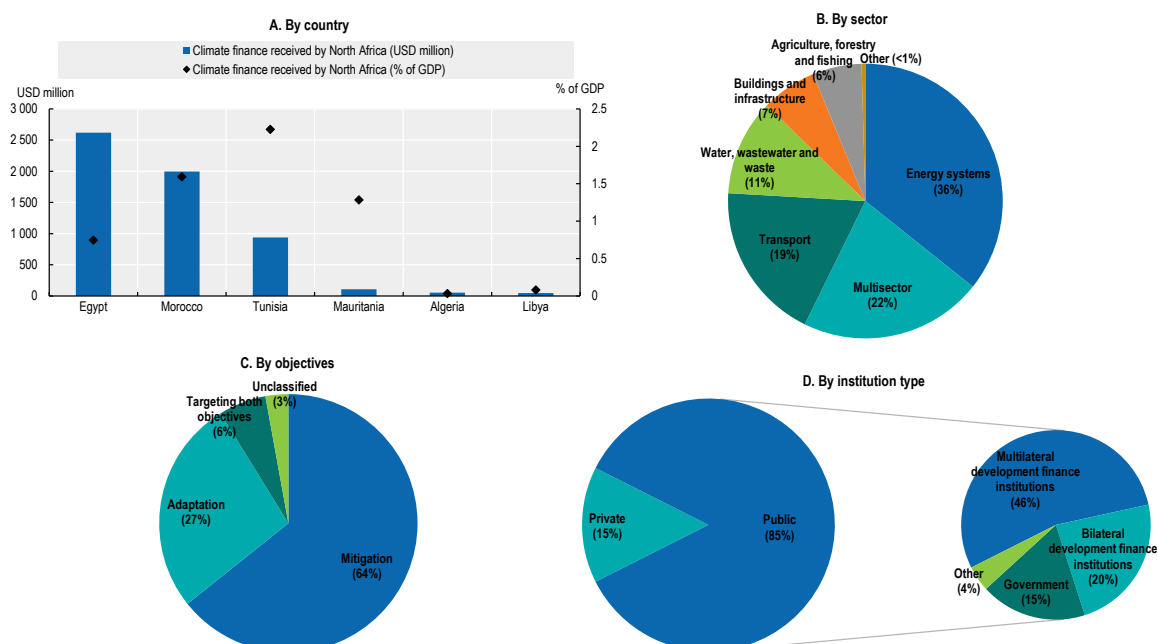 A. By country
Climate finance received by North Africa (USD million)
Climate finance received by North Africa (% of GDP)
USD million
% of GDP
3 000
2 500
2 000
1 500
1 000
500
0
2.5
2
1.5
1
0.5
0
Egypt
Morocco
Tunisia
Mauritania
Algeria
Libya
B. By sector
Agriculture, forestry
and fishing
(6%)
Other (<1%)
Buildings and
infrastructure
(7%)
Water, wastewater and
waste
(11%)
Energy systems
(36%)
Transport
(19%)
Multisector
(22%)
C. By objectives
Unclassified
(3%)
Targeting both
objectives
(6%)
Adaptation
(27%)
Mitigation
(64%)
D. By institution type
Private
(15%)
Public
(85%)
Multilateral
development finance
institutions
(46%)
Bilateral
development finance
institutions
(20%)
Other
(4%)
Government
(15%)